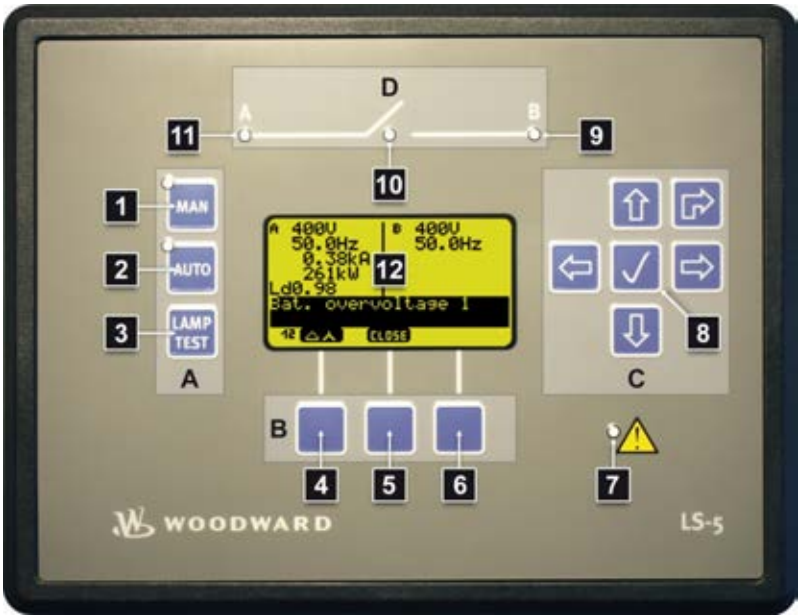 D
A B
11 9
10
1 MAN
A 400V B 400V
50.0Hz 50.0Hz
0.38kA
261kW
12
Ld0.98
Bat. overvoltage 1
12 CLOSE
2 AUTO
3 LAMP
TEST
A
8
C
B
4 5 6
7
WOODWARD
LS-5